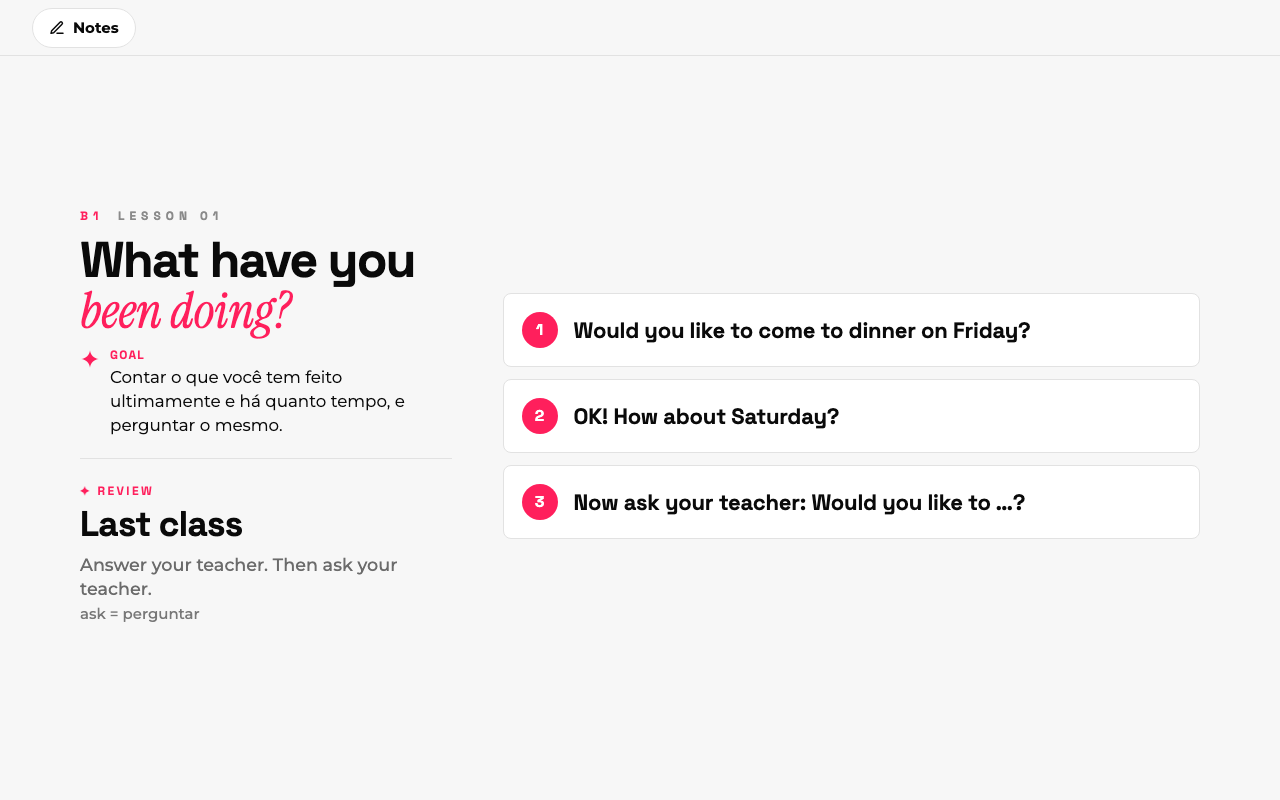 Notes
B1 LESSON 01
What have you
been doing?
GOAL
Contar o que você tem feito
ultimamente e há quanto tempo, e
perguntar o mesmo.
REVIEW
Last class
Answer your teacher. Then ask your
teacher.
ask = perguntar
1 Would you like to come to dinner on Friday?
2 OK! How about Saturday?
3 Now ask your teacher: Would you like to ...?